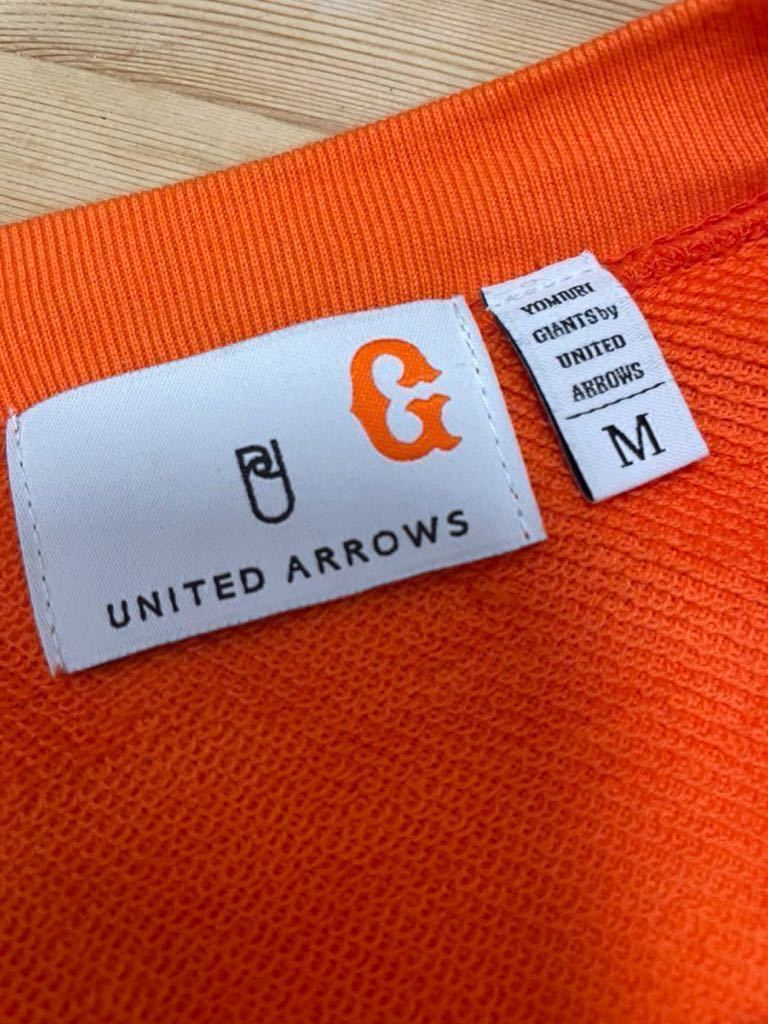 G
UNITED ARROWS
YOMIURI
GIANTS by
UNITED
ARROWS
M